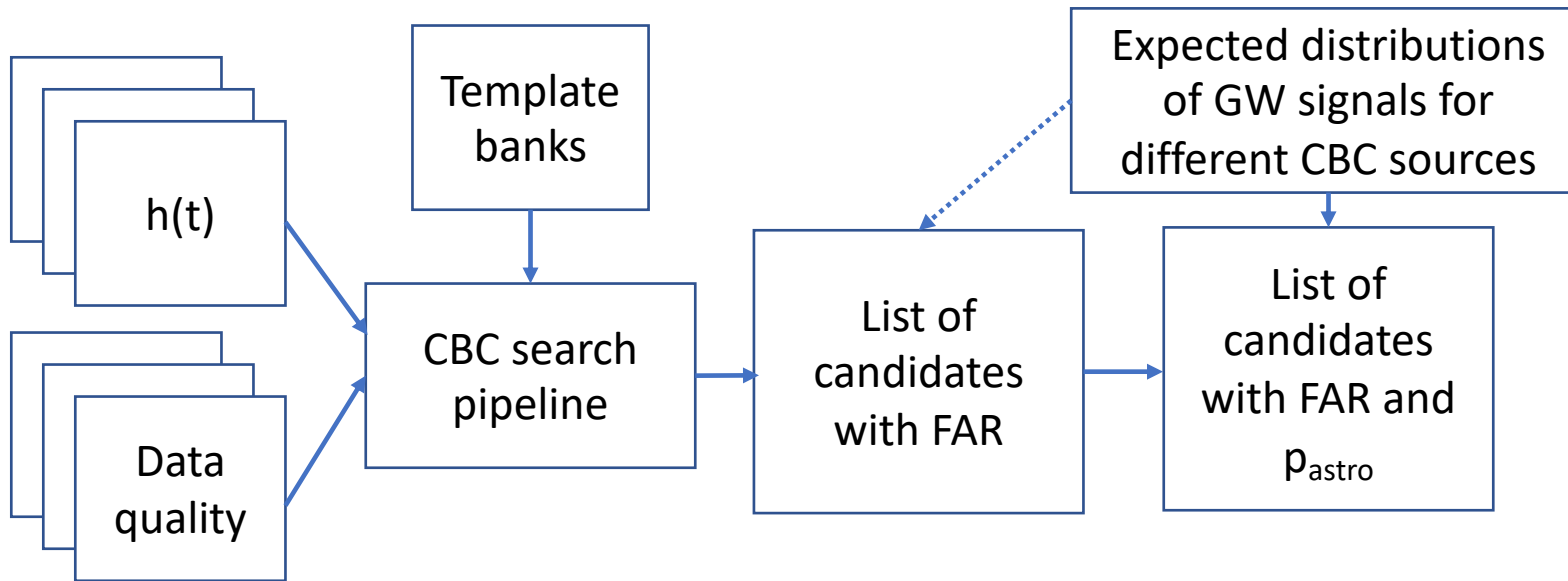 h(t)
Data
quality
Template
banks
CBC search
pipeline
List of
candidates
with FAR
Expected distributions
of GW signals for
different CBC sources
List of
candidates
with FAR and
pastro